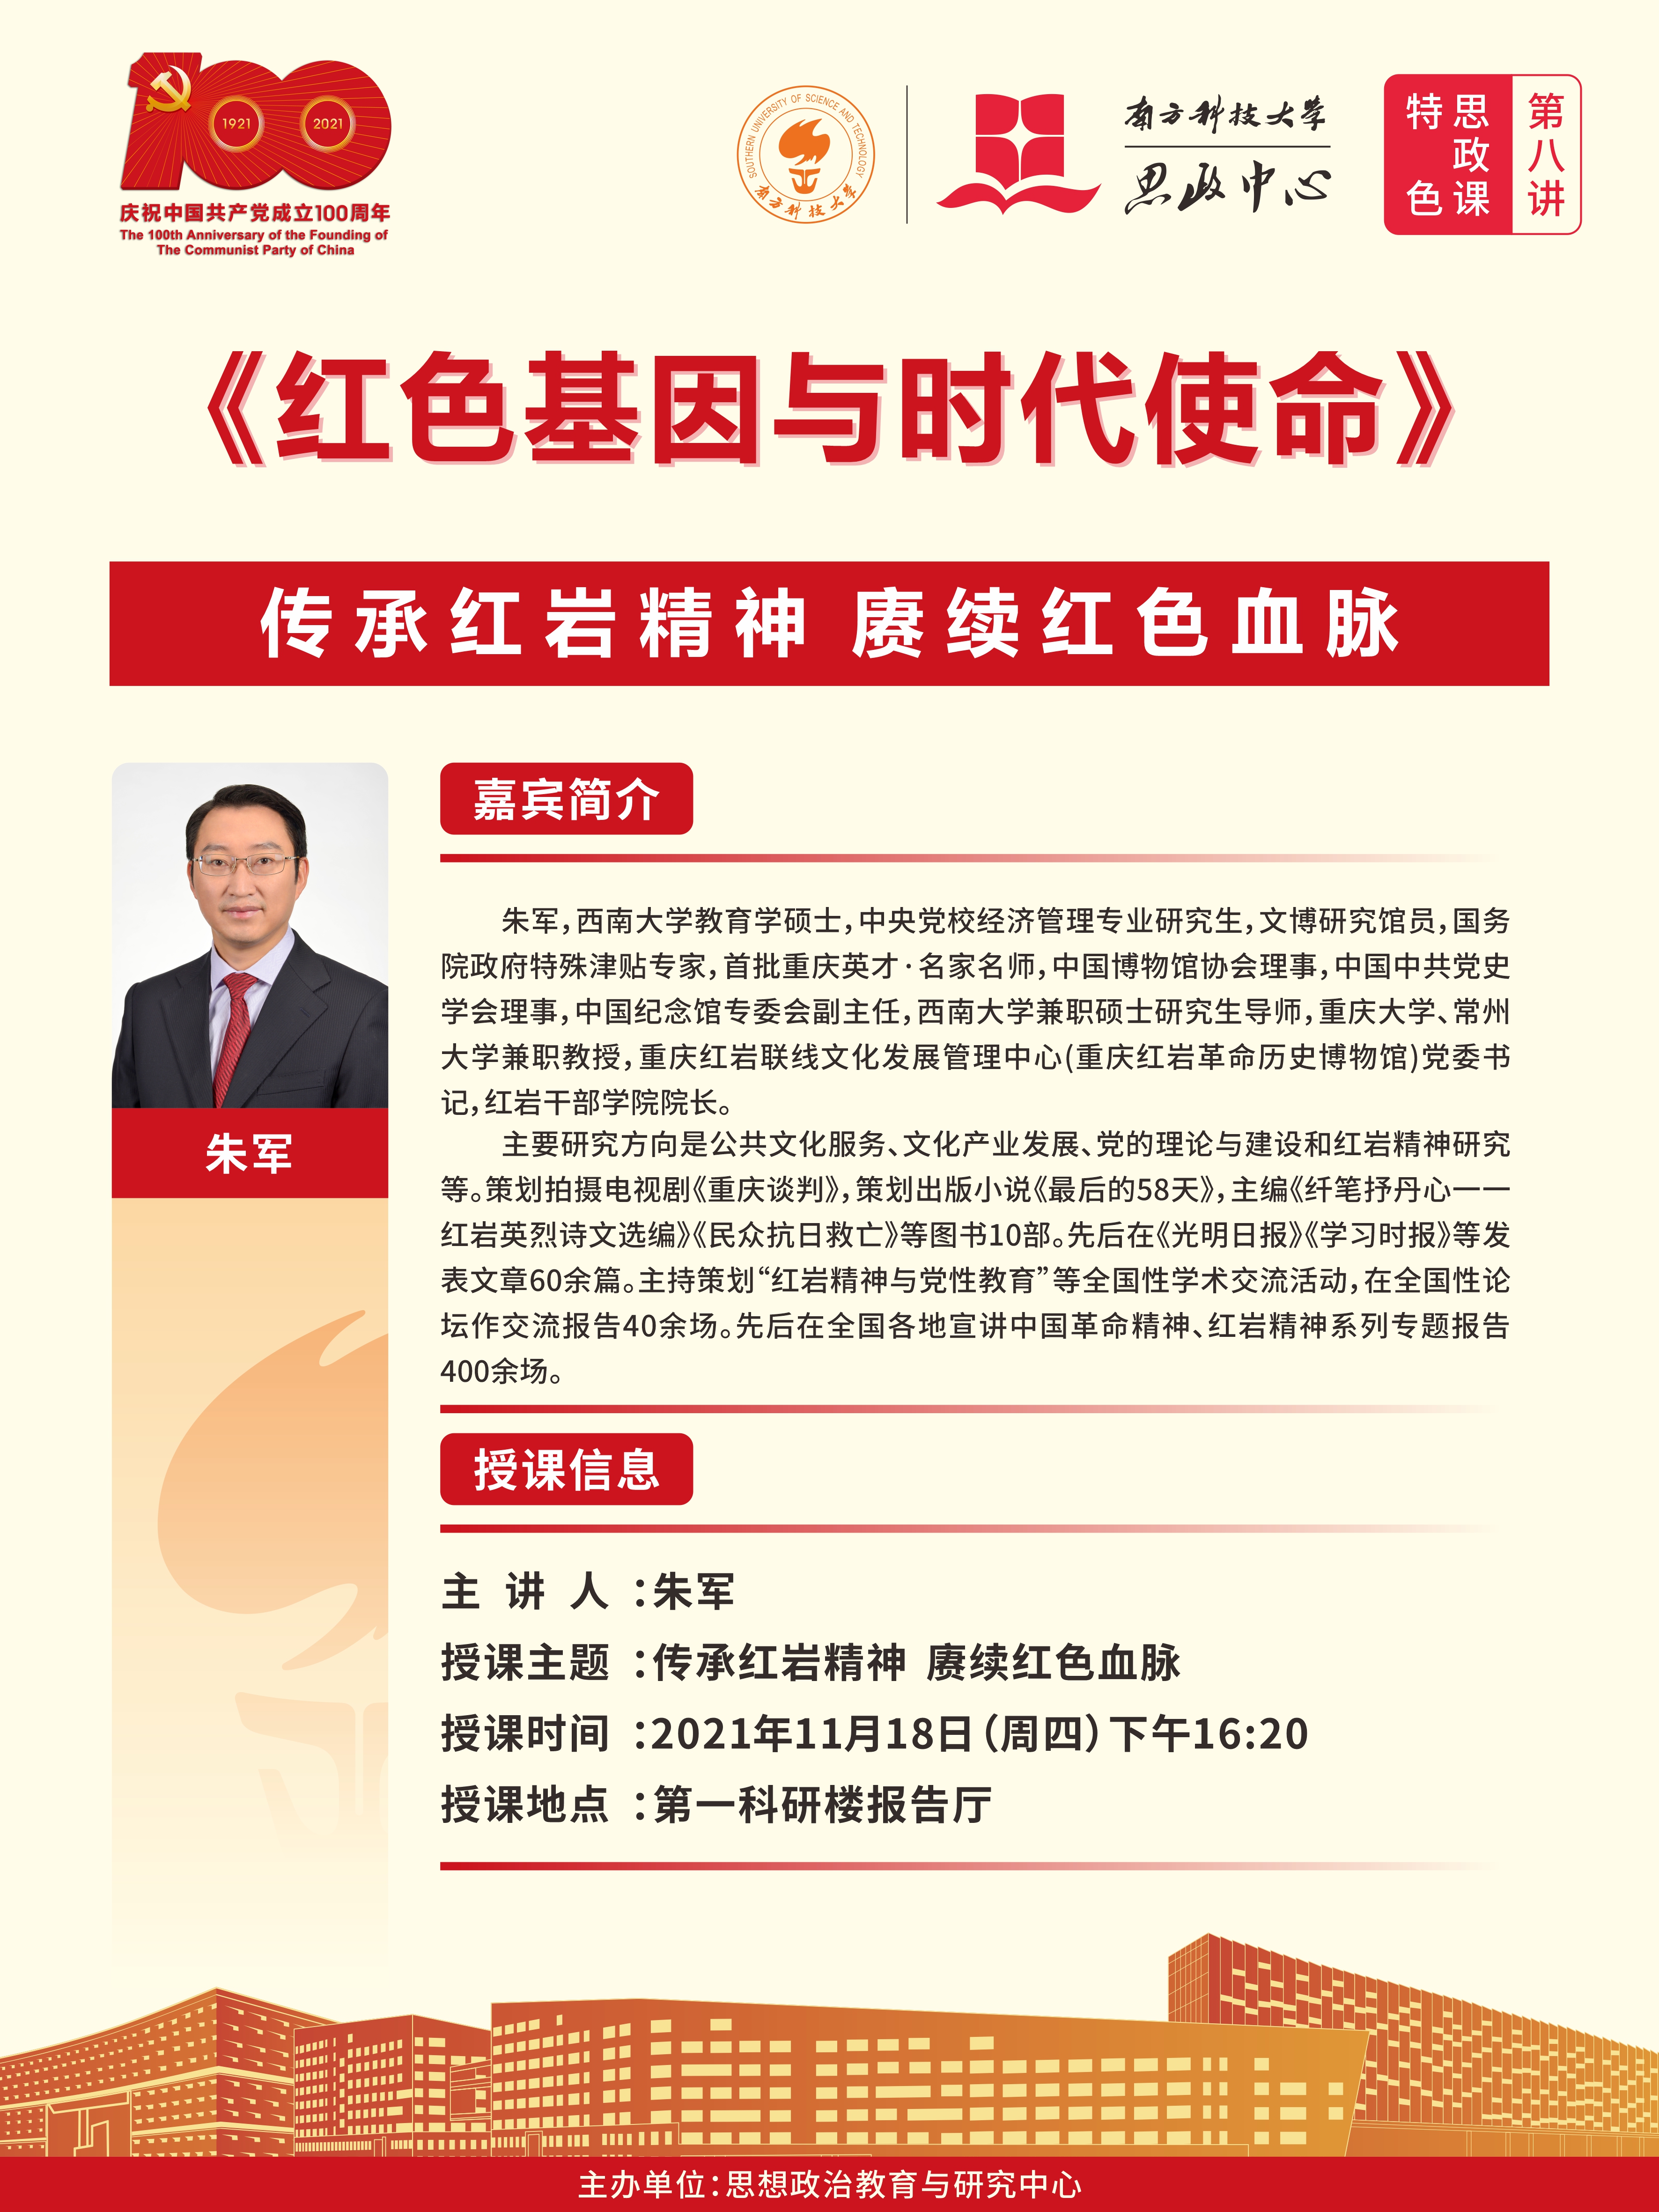 1921
2021
庆祝中国共产党成立100周年
The 100th Anniversary of the Founding of
The Communist Party of China
SOUTHERN UNIVERSITY OF SCIENCE AND TECHNOLOGY
南方科技大学
南方科技大学
思政中心
特色
思政课
第八讲
《红色基因与时代使命》
传承红岩精神 赓续红色血脉
朱军
嘉宾简介
朱军，西南大学教育学硕士，中央党校经济管理专业研究生，文博研究馆员，国务
院政府特殊津贴专家，首批重庆英才·名家名师，中国博物馆协会理事，中国中共党史
学会理事，中国纪念馆专委会副主任，西南大学兼职硕士研究生导师，重庆大学、常州
大学兼职教授，重庆红岩联线文化发展管理中心(重庆红岩革命历史博物馆)党委书
记，红岩干部学院院长。
主要研究方向是公共文化服务、文化产业发展、党的理论与建设和红岩精神研究
等。策划拍摄电视剧《重庆谈判》，策划出版小说《最后的58天》，主编《纤笔抒丹心一一
红岩英烈诗文选编》《民众抗日救亡》等图书10部。先后在《光明日报》《学习时报》等发
表文章60余篇。主持策划“红岩精神与党性教育”等全国性学术交流活动，在全国性论
坛作交流报告40余场。先后在全国各地宣讲中国革命精神、红岩精神系列专题报告
400余场。
授课信息
主 讲 人 ：朱军
授课主题 ：传承红岩精神 赓续红色血脉
授课时间 ：2021年11月18日（周四）下午16:20
授课地点 ：第一科研楼报告厅
主办单位：思想政治教育与研究中心